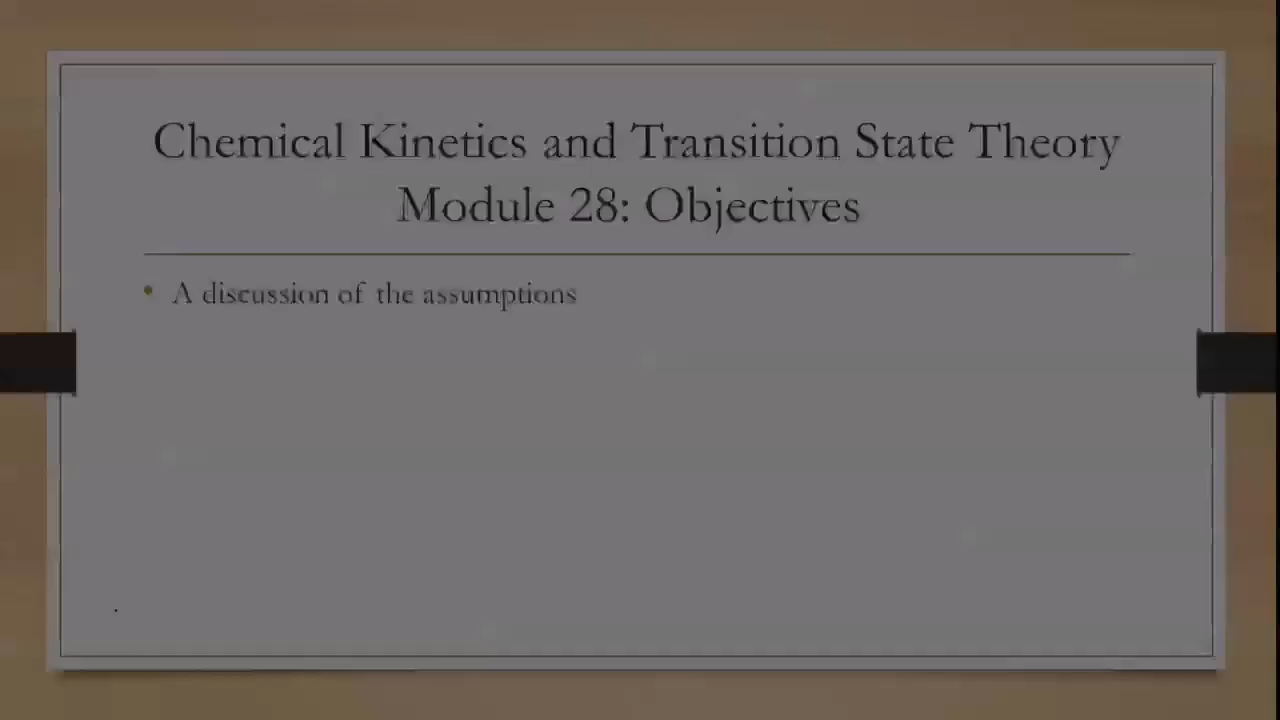 Chemical Kinetics and Transition State Theory
Module 28: Objectives
• A discussion of the assumptions